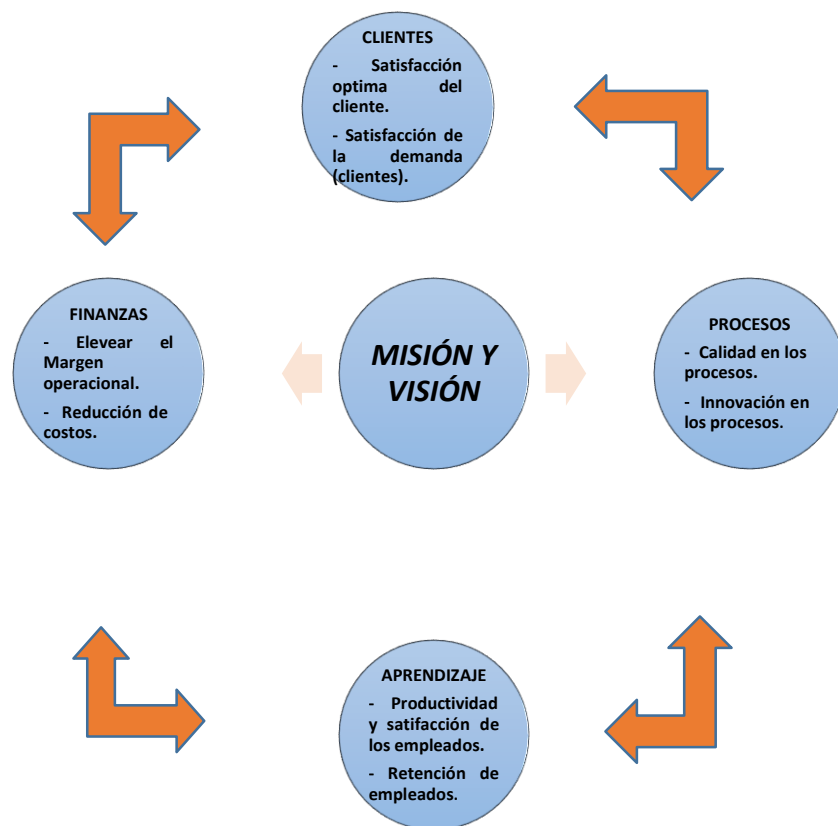 CLIENTES
- Satisfacción
optima del
cliente.
- Satisfacción de
la demanda
(clientes).
FINANZAS
- Elevear el
Margen
operacional.
- Reducción de
costos.
MISIÓN Y
VISIÓN
PROCESOS
- Calidad en los
procesos.
- Innovación en
los procesos.
APRENDIZAJE
- Productividad
y satifacción de
los empleados.
- Retención de
empleados.